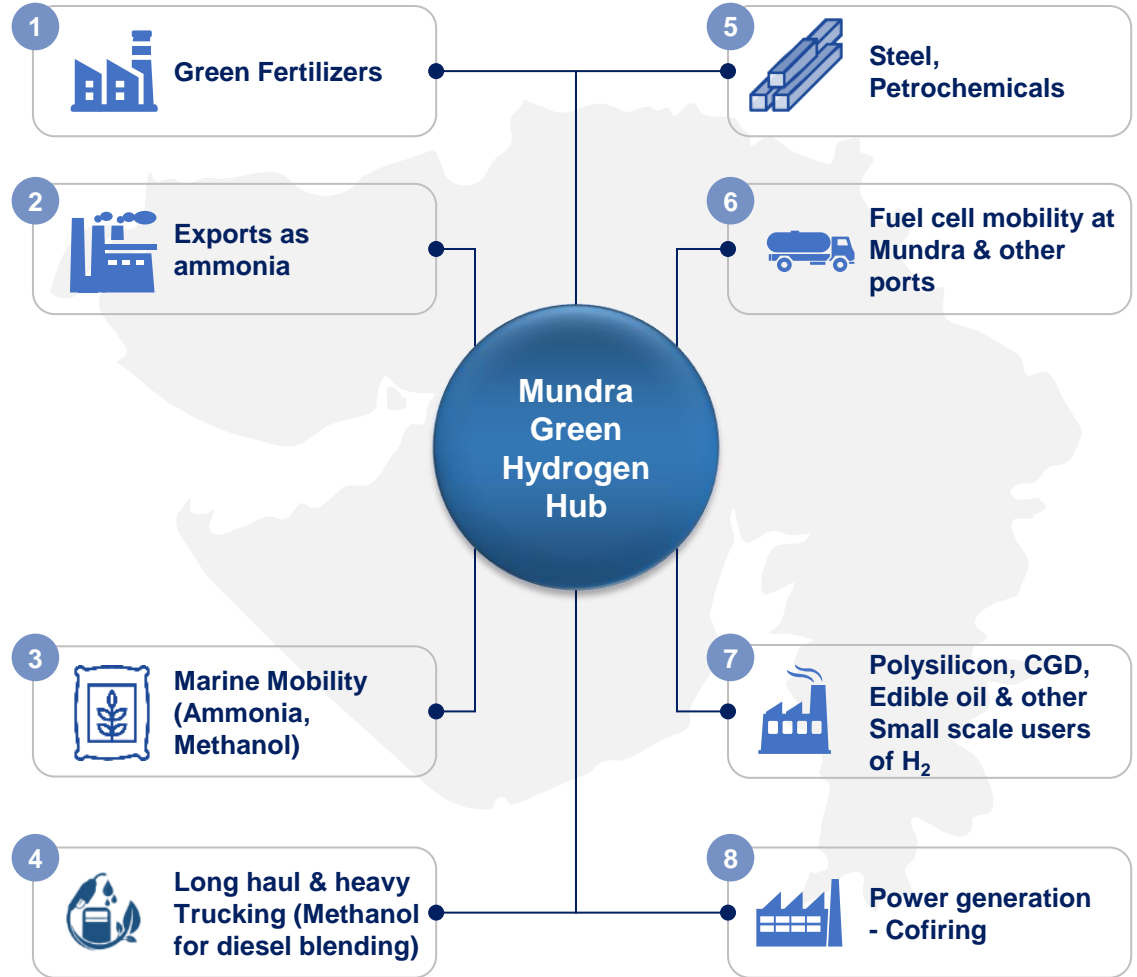 1
Green Fertilizers
2
Exports as
ammonia
3
Marine Mobility
(Ammonia,
Methanol)
4
Long haul & heavy
Trucking (Methanol
for diesel blending)
Mundra
Green
Hydrogen
Hub
5
Steel,
Petrochemicals
6
Fuel cell mobility at
Mundra & other
ports
7
Polysilicon, CGD,
Edible oil & other
Small scale users
of H₂
8
Power generation
- Cofiring